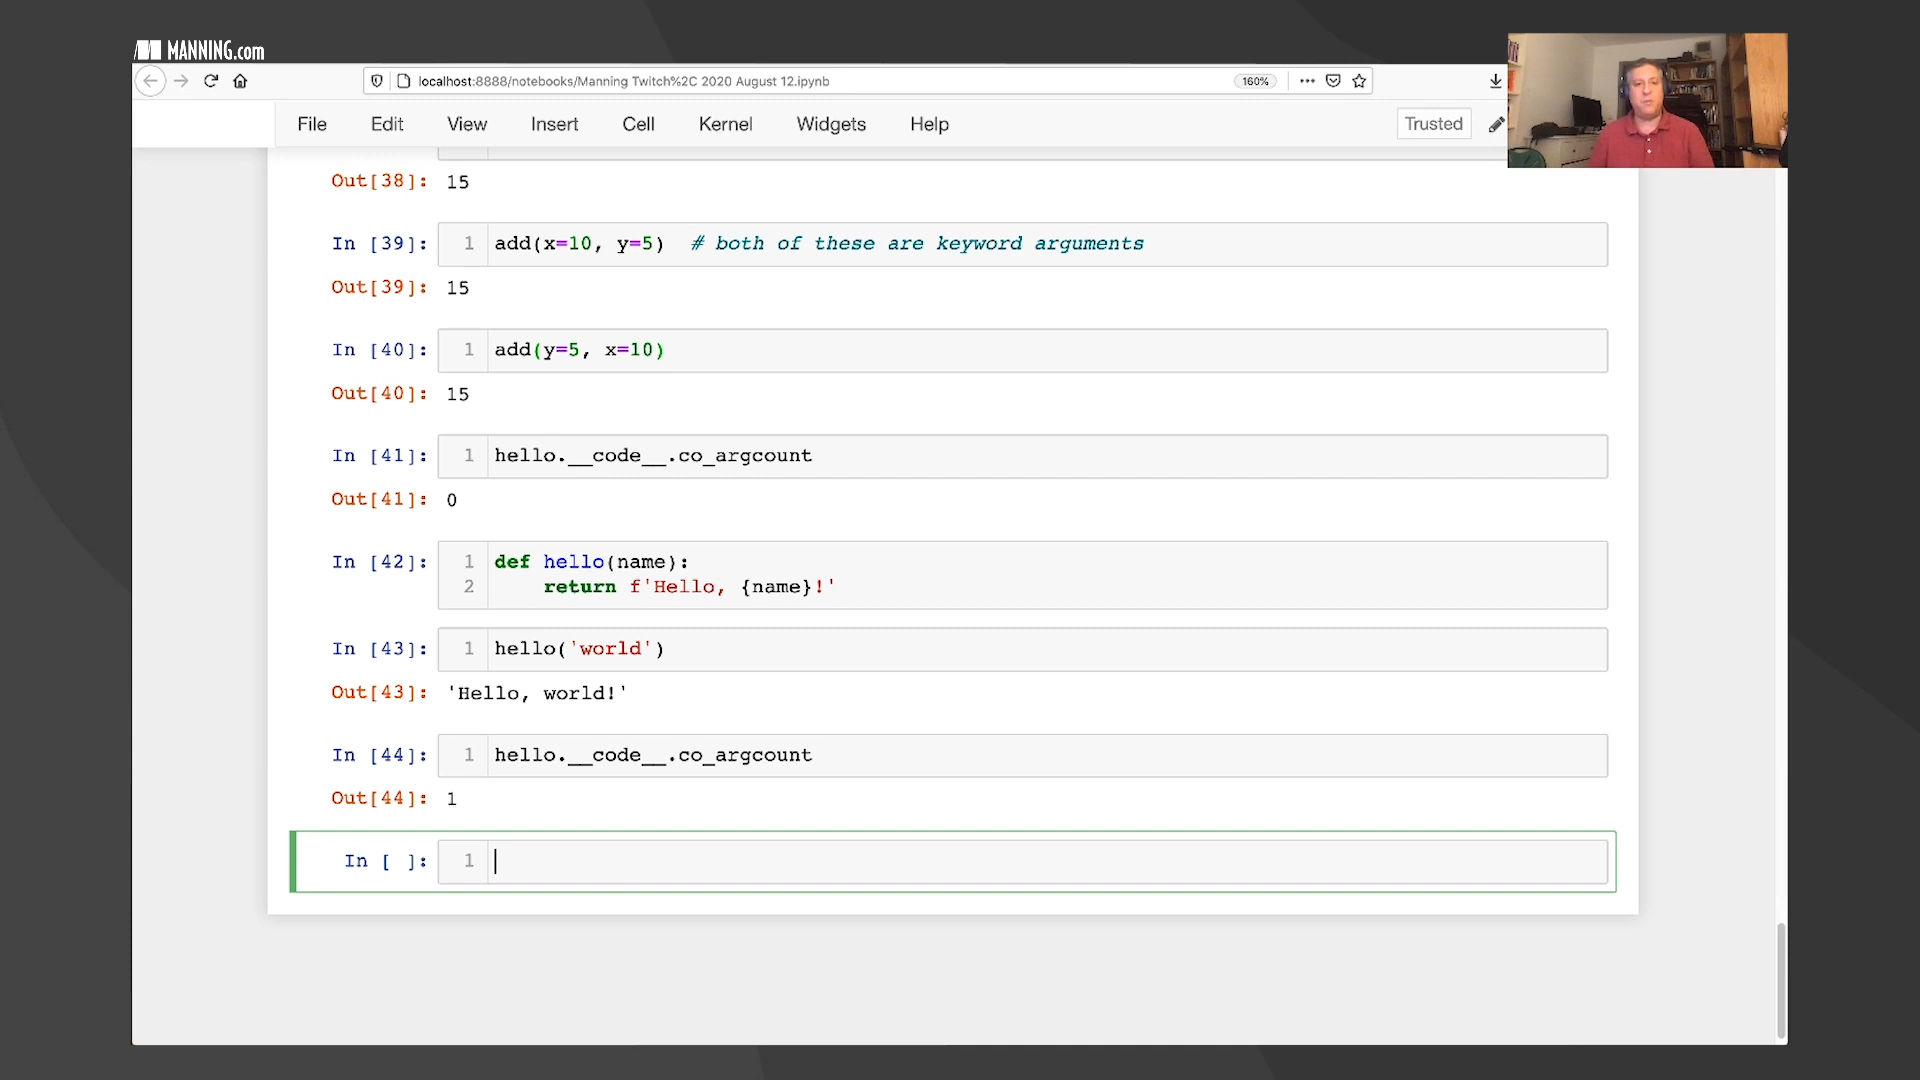 MANNING.com
localhost:8888/notebooks/Manning Twitch%2C 2020 August 12.ipynb
160%
File Edit View Insert Cell Kernel Widgets Help
Trusted
Out[38]: 15
In [39]: 1 add(x=10, y=5) # both of these are keyword arguments
Out[39]: 15
In [40]: 1 add(y=5, x=10)
Out[40]: 15
In [41]: 1 hello.__code__.co_argcount
Out[41]: 0
In [42]: 1 def hello(name):
2 return f'Hello, {name}!'
In [43]: 1 hello('world')
Out[43]: 'Hello, world!'
In [44]: 1 hello.__code__.co_argcount
Out[44]: 1
In [ ]: 1